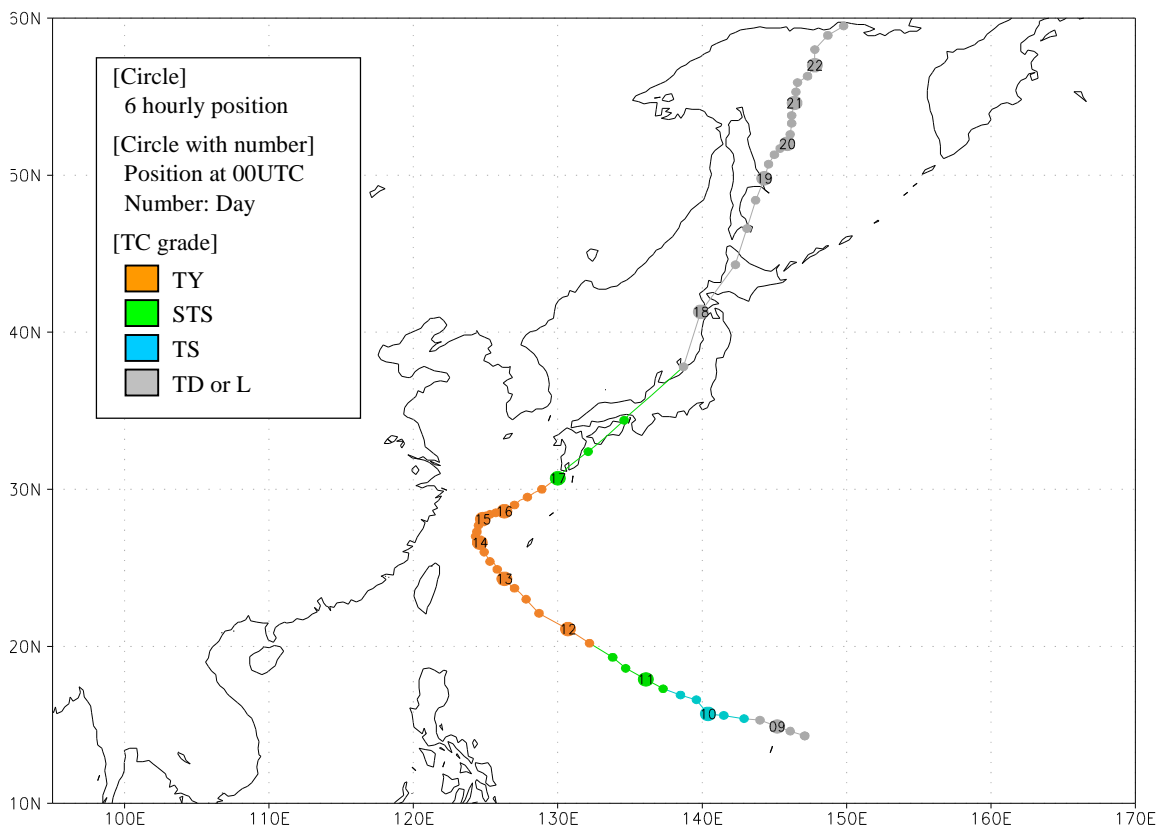 60N
[Circle]
6 hourly position
[Circle with number]
Position at 00UTC
Number: Day
[TC grade]
TY
STS
TS
TD or L
22
21
20
50N
19
18
40N
17
30N
16
15
14
13
12
20N
11
10
09
10N
100E 110E 120E 130E 140E 150E 160E 170E